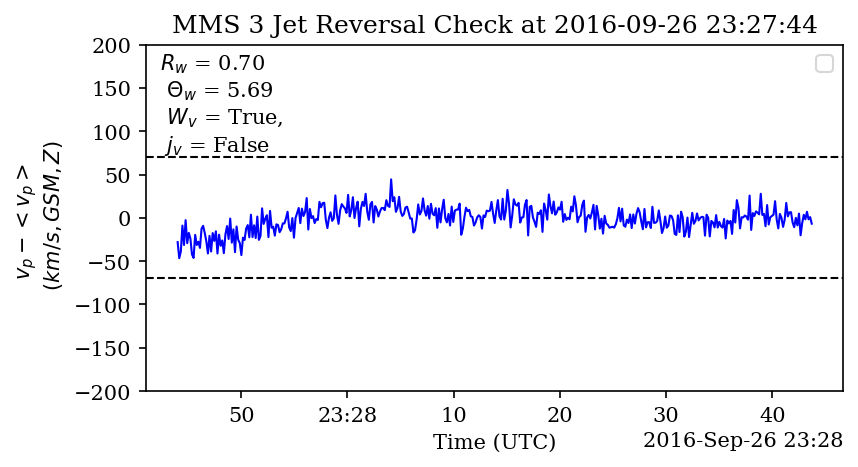 MMS 3 Jet Reversal Check at 2016-09-26 23:27:44
R_w = 0.70
Θ_w = 5.69
W_v = True,
j_v = False
v_p − < v_p >
(km/s, GSM, Z)
200
150
100
50
0
−50
−100
−150
−200
50 23:28 10 20 30 40
Time (UTC)
2016-Sep-26 23:28